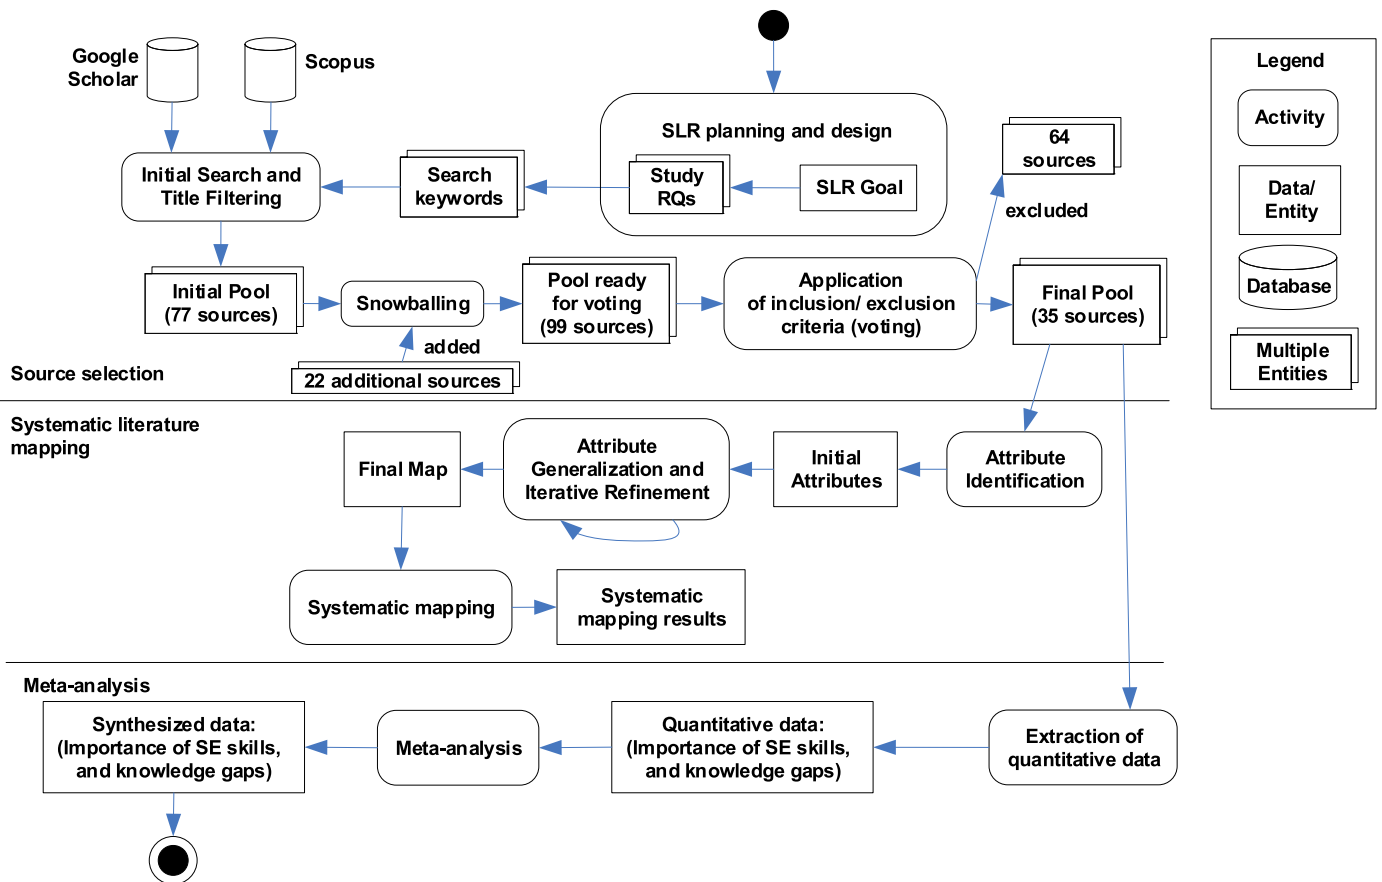 Google
Scholar
Scopus
SLR planning and design
Study
RQs
SLR Goal
Search
keywords
Initial Search and
Title Filtering
64
sources
excluded
Initial Pool
(77 sources)
Snowballing
added
22 additional sources
Pool ready
for voting
(99 sources)
Application
of inclusion/ exclusion
criteria (voting)
Final Pool
(35 sources)
Source selection
Legend
Activity
Data/
Entity
Database
Multiple
Entities
Systematic literature
mapping
Final Map
Attribute
Generalization and
Iterative Refinement
Initial
Attributes
Attribute
Identification
Systematic mapping
Systematic
mapping results
Meta-analysis
Synthesized data:
(Importance of SE skills,
and knowledge gaps)
Meta-analysis
Quantitative data:
(Importance of SE skills,
and knowledge gaps)
Extraction of
quantitative data